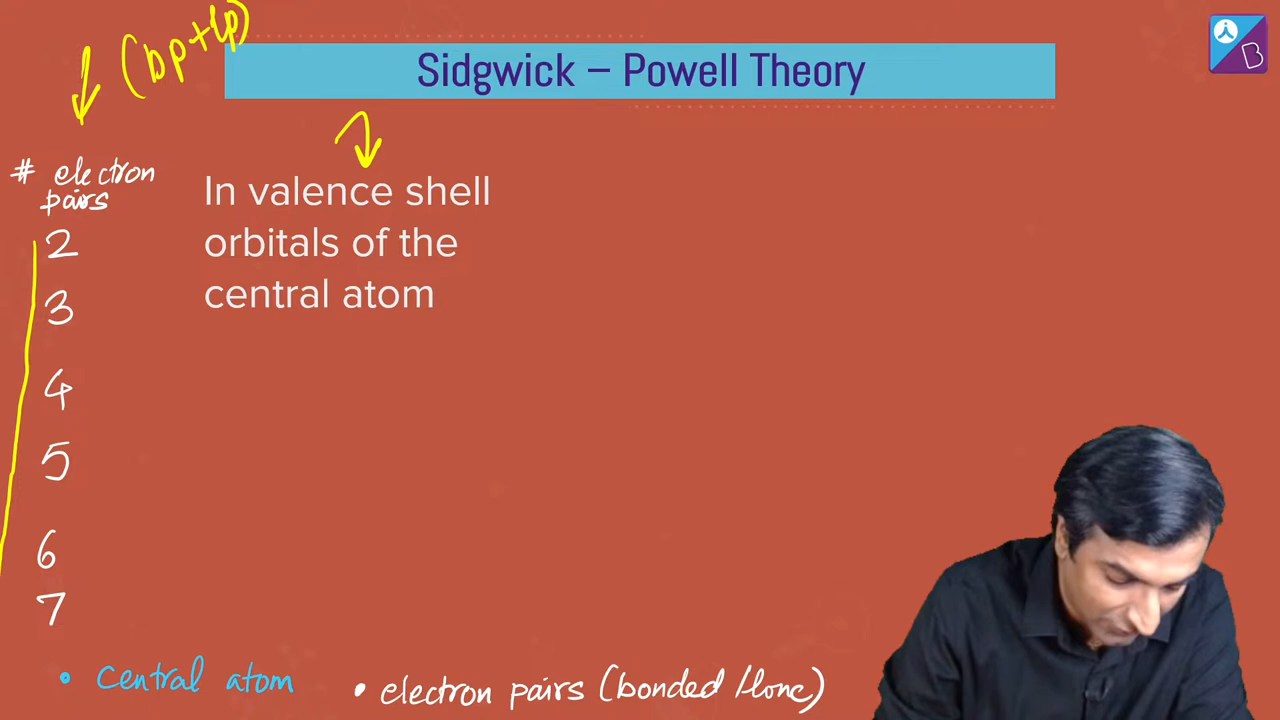 (bp+lp)
Sidgwick – Powell Theory
# electron
pairs
In valence shell
orbitals of the
central atom
2
3
4
5
6
7
• Central atom
• electron pairs (bonded /lone)
B